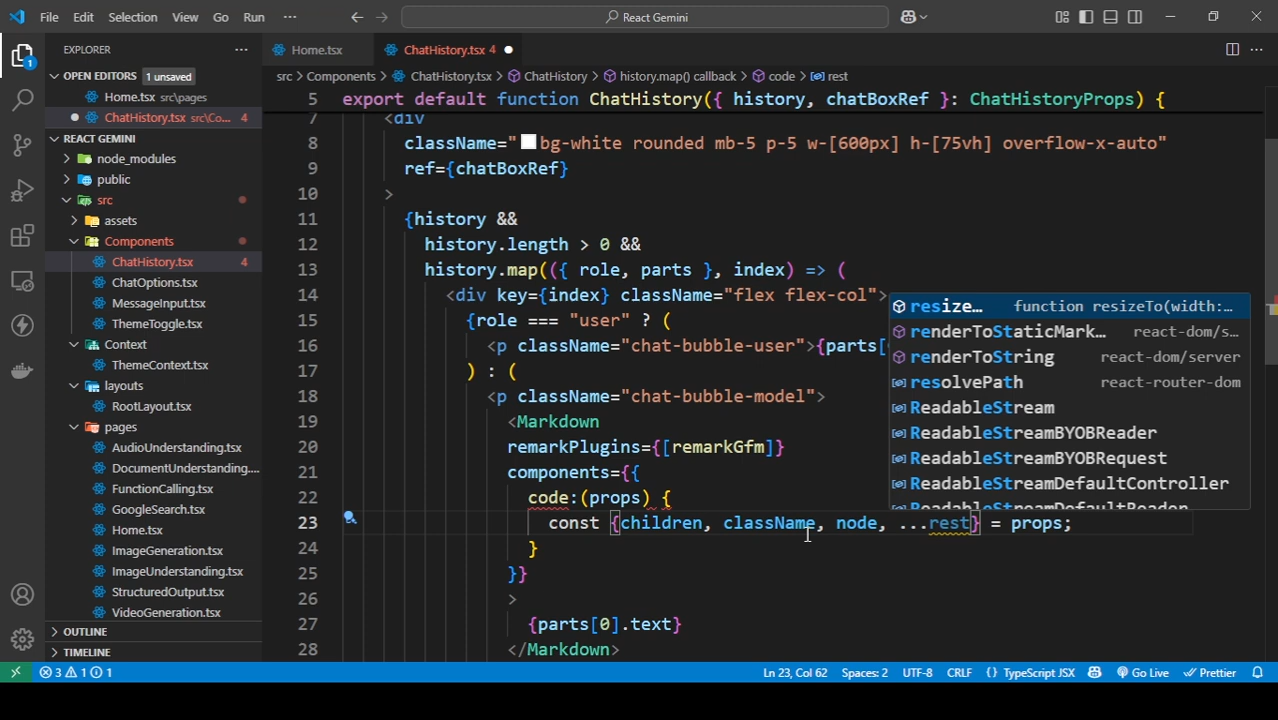 File Edit Selection View Go Run ··· React Gemini
EXPLORER ···
OPEN EDITORS 1 unsaved
Home.tsx src\pages
ChatHistory.tsx src\Co... 4
REACT GEMINI
node_modules
public
src
assets
Components
ChatHistory.tsx 4
ChatOptions.tsx
MessageInput.tsx
ThemeToggle.tsx
Context
ThemeContext.tsx
layouts
RootLayout.tsx
pages
AudioUnderstanding.tsx
DocumentUnderstanding....
FunctionCalling.tsx
GoogleSearch.tsx
Home.tsx
ImageGeneration.tsx
ImageUnderstanding.tsx
StructuredOutput.tsx
VideoGeneration.tsx
OUTLINE
TIMELINE
Home.tsx ChatHistory.tsx 4
src > Components > ChatHistory.tsx > ChatHistory > history.map() callback > code > rest
5 export default function ChatHistory({ history, chatBoxRef }: ChatHistoryProps) {
7 <div
8 className="bg-white rounded mb-5 p-5 w-[600px] h-[75vh] overflow-x-auto"
9 ref={chatBoxRef}
10 >
11 {history &&
12 history.length > 0 &&
13 history.map(({ role, parts }, index) => (
14 <div key={index} className="flex flex-col">
15 {role === "user" ? (
16 <p className="chat-bubble-user">{parts[
17 ) : (
18 <p className="chat-bubble-model">
19 <Markdown
20 remarkPlugins={[remarkGfm]}
21 components={{
22 code:(props) {
23 const {children, className, node, ...rest} = props;
24 }
25 }}
26 >
27 {parts[0].text}
28 </Markdown>
resize... function resizeTo(width:...
renderToStaticMark... react-dom/s...
renderToString react-dom/server
resolvePath react-router-dom
ReadableStream
ReadableStreamBYOBReader
ReadableStreamBYOBRequest
ReadableStreamDefaultController
ReadableStreamDefaultReader
3 1 1 Ln 23, Col 62 Spaces: 2 UTF-8 CRLF {} TypeScript JSX Go Live Prettier
1